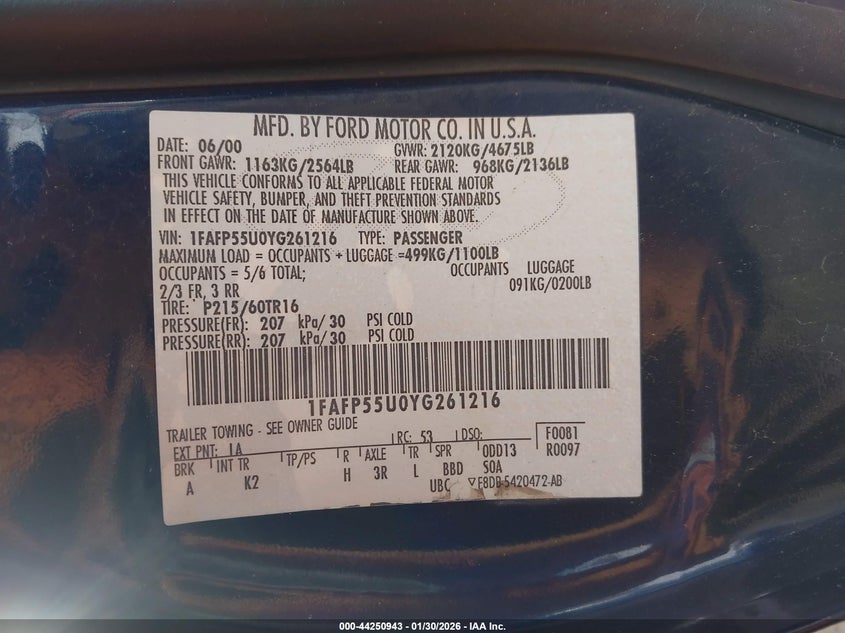 MFD. BY FORD MOTOR CO. IN U.S.A.
DATE: 06/00 GVWR: 2120KG/4675LB
FRONT GAWR: 1163KG/2564LB REAR GAWR: 968KG/2136LB
THIS VEHICLE CONFORMS TO ALL APPLICABLE FEDERAL MOTOR
VEHICLE SAFETY, BUMPER, AND THEFT PREVENTION STANDARDS
IN EFFECT ON THE DATE OF MANUFACTURE SHOWN ABOVE.
VIN: 1FAFP55U0YG261216 TYPE: PASSENGER
MAXIMUM LOAD = OCCUPANTS + LUGGAGE =499KG/1100LB
OCCUPANTS = 5/6 TOTAL; OCCUPANTS LUGGAGE
2/3 FR, 3 RR 091KG/0200LB
TIRE: P215/60TR16
PRESSURE(FR): 207 kPa/30 PSI COLD
PRESSURE(RR): 207 kPa/30 PSI COLD
1FAFP55U0YG261216
TRAILER TOWING - SEE OWNER GUIDE
EXT PNT: LA RC: 53 DSO: F0081
BRK INT TR TP/PS R AXLE TR SPR ODD13 R0097
A K2 H 3R L BBD SOA
UBC F8DB-5420472-AB
000-44250943 - 01/30/2026 - IAA Inc.